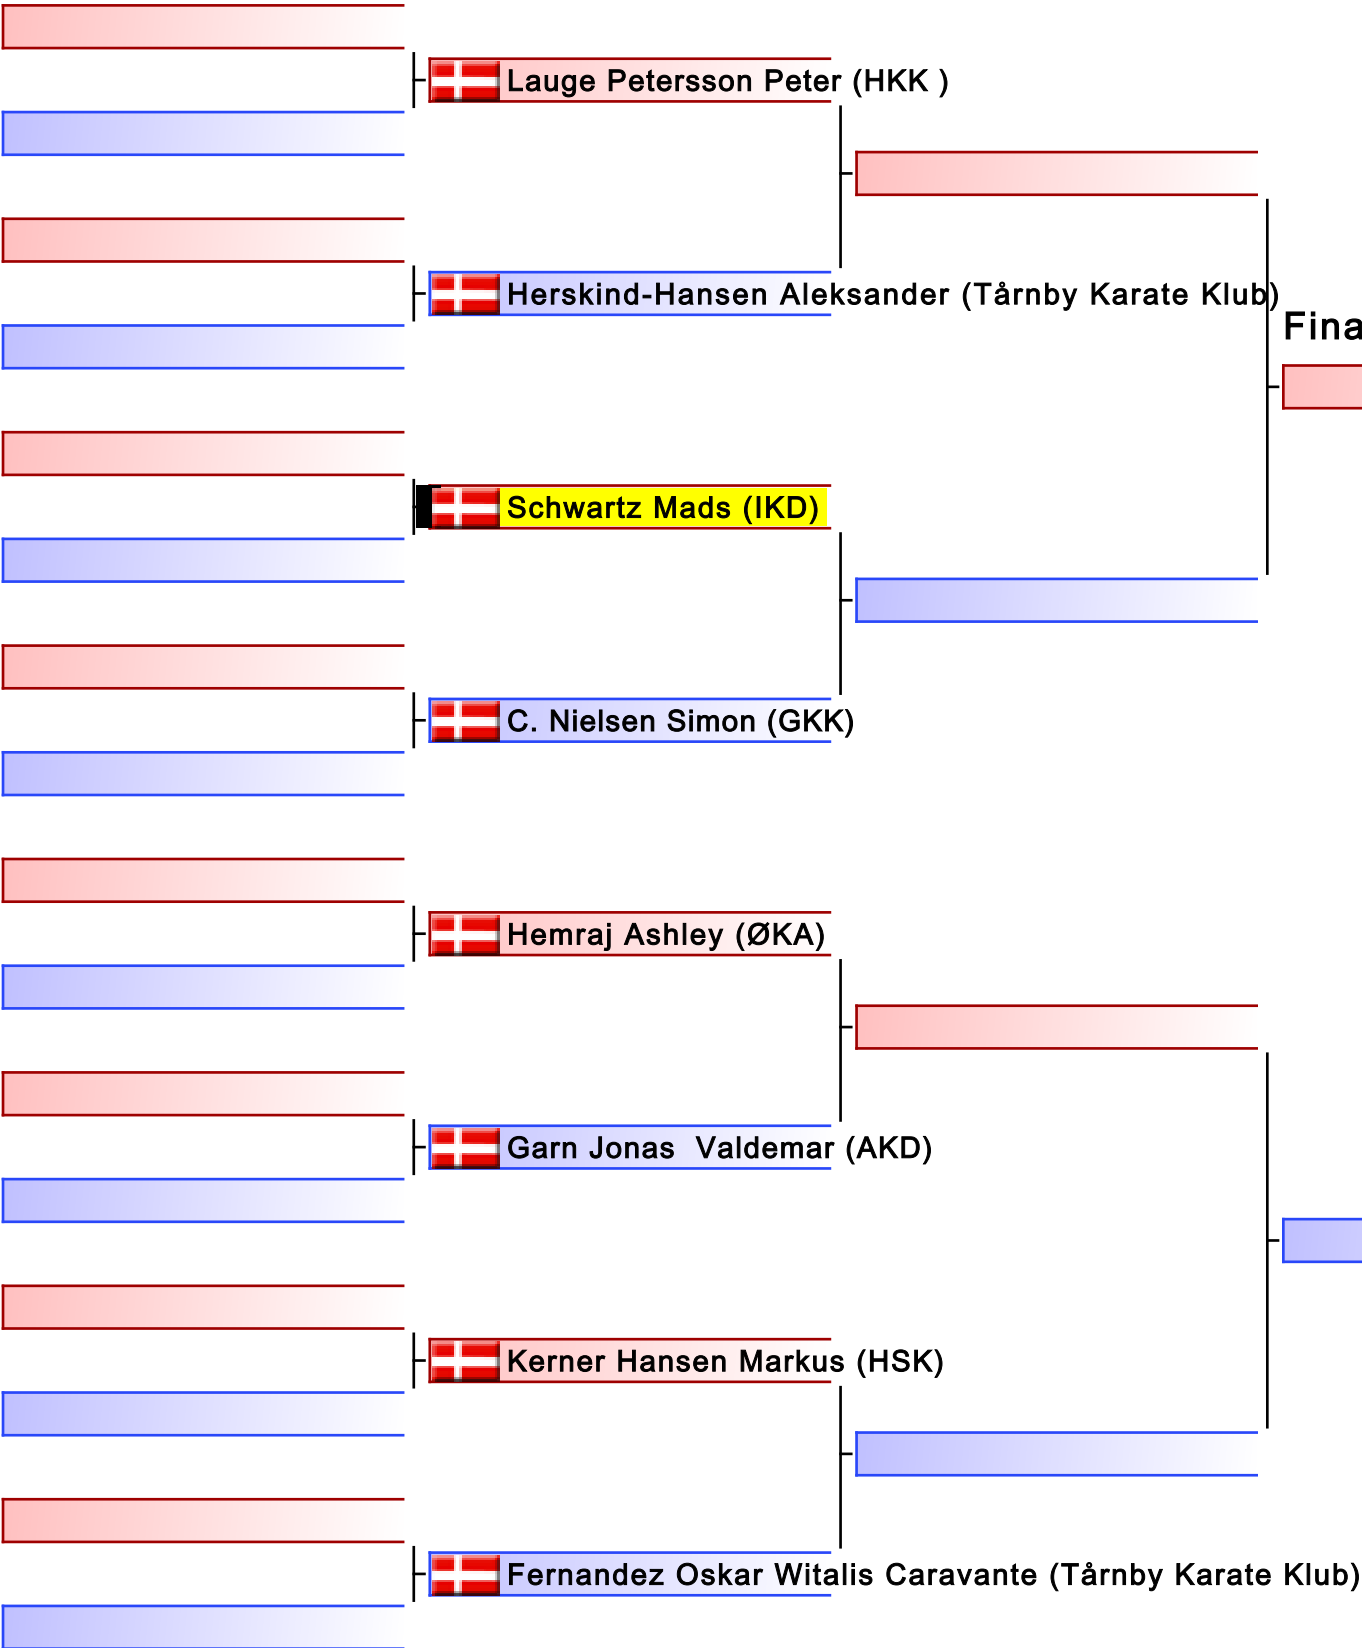 Lauge Petersson Peter (HKK )
Herskind-Hansen Aleksander (Tårnby Karate Klub)
Fina
Schwartz Mads (IKD)
C. Nielsen Simon (GKK)
Hemraj Ashley (ØKA)
Garn Jonas  Valdemar (AKD)
Kerner Hansen Markus (HSK)
Fernandez Oskar Witalis Caravante (Tårnby Karate Klub)